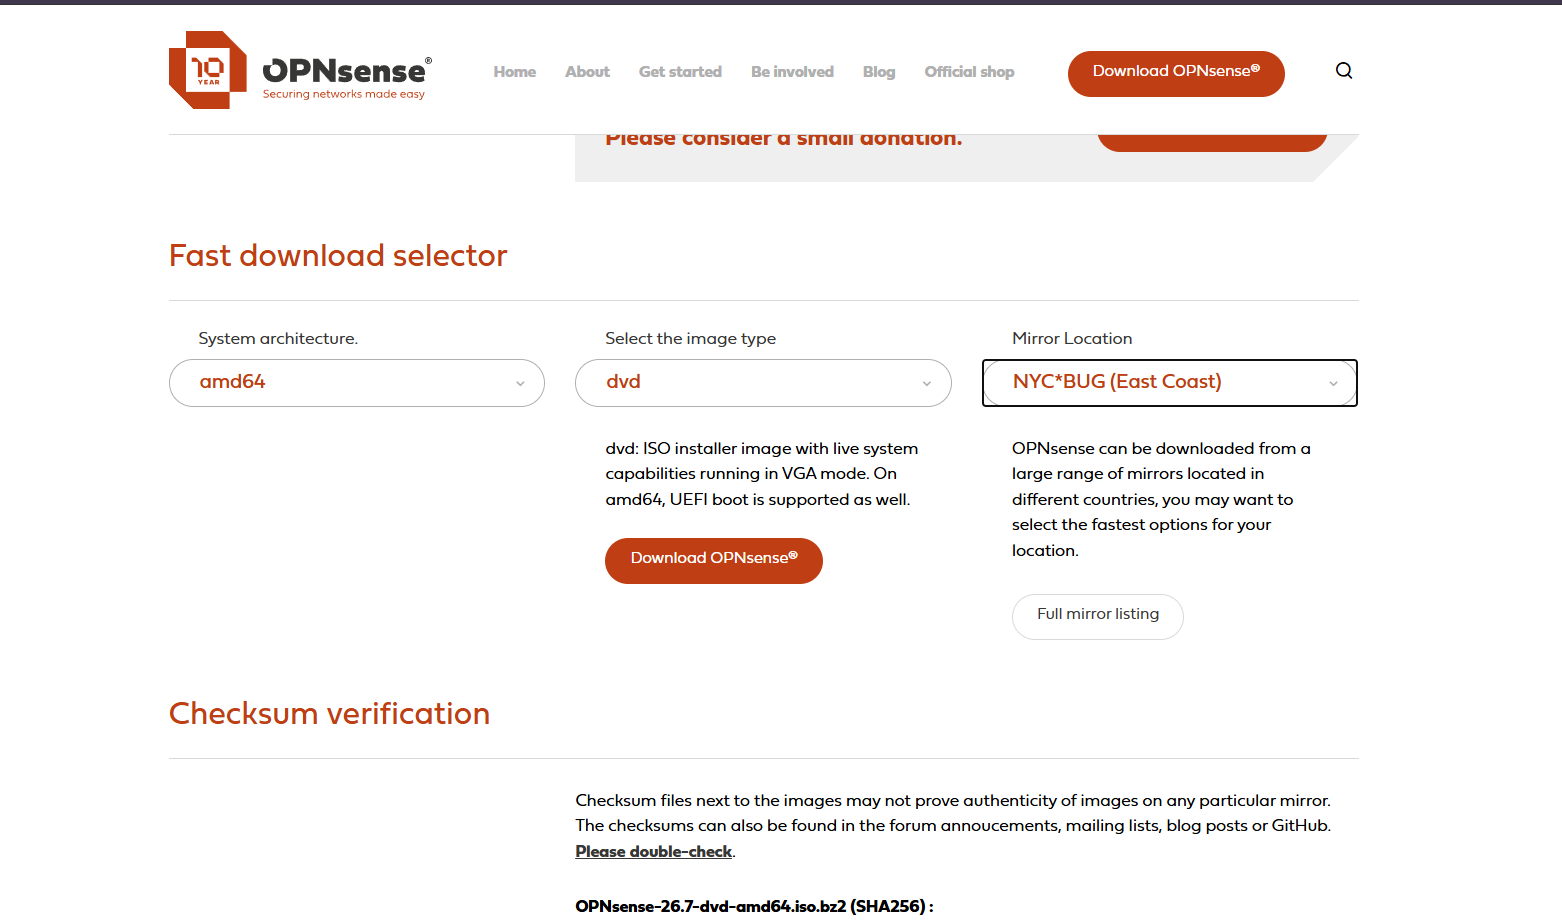 10
YEAR
OPNsense®
Securing networks made easy
Home
About
Get started
Be involved
Blog
Official shop
Download OPNsense®
Please consider a small donation.
Fast download selector
System architecture.
amd64
Select the image type
dvd
Mirror Location
NYC*BUG (East Coast)
dvd: ISO installer image with live system
capabilities running in VGA mode. On
amd64, UEFI boot is supported as well.
Download OPNsense®
OPNsense can be downloaded from a
large range of mirrors located in
different countries, you may want to
select the fastest options for your
location.
Full mirror listing
Checksum verification
Checksum files next to the images may not prove authenticity of images on any particular mirror.
The checksums can also be found in the forum annoucements, mailing lists, blog posts or GitHub.
Please double-check.
OPNsense-26.7-dvd-amd64.iso.bz2 (SHA256) :